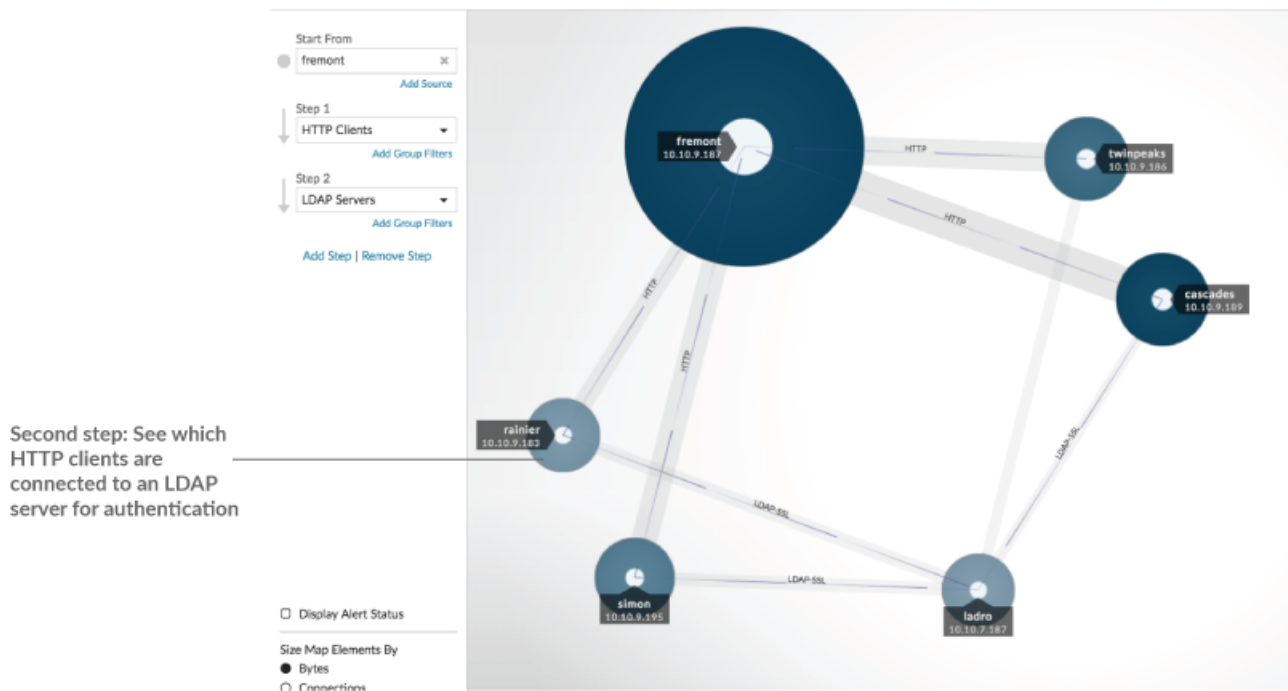 Start From
fremont
Add Source
Step 1
HTTP Clients
Add Group Filters
Step 2
LDAP Servers
Add Group Filters
Add Step | Remove Step
Second step: See which
HTTP clients are
connected to an LDAP
server for authentication
Display Alert Status
Size Map Elements By
Bytes
Connections
fremont
10.10.9.187
HTTP
twinpeaks
10.10.9.186
HTTP
cascades
10.10.9.189
HTTP
HTTP
rainier
10.10.9.183
LDAP-SSL
LDAP-SSL
LDAP-SSL
simon
10.10.9.195
ladro
10.10.7.187